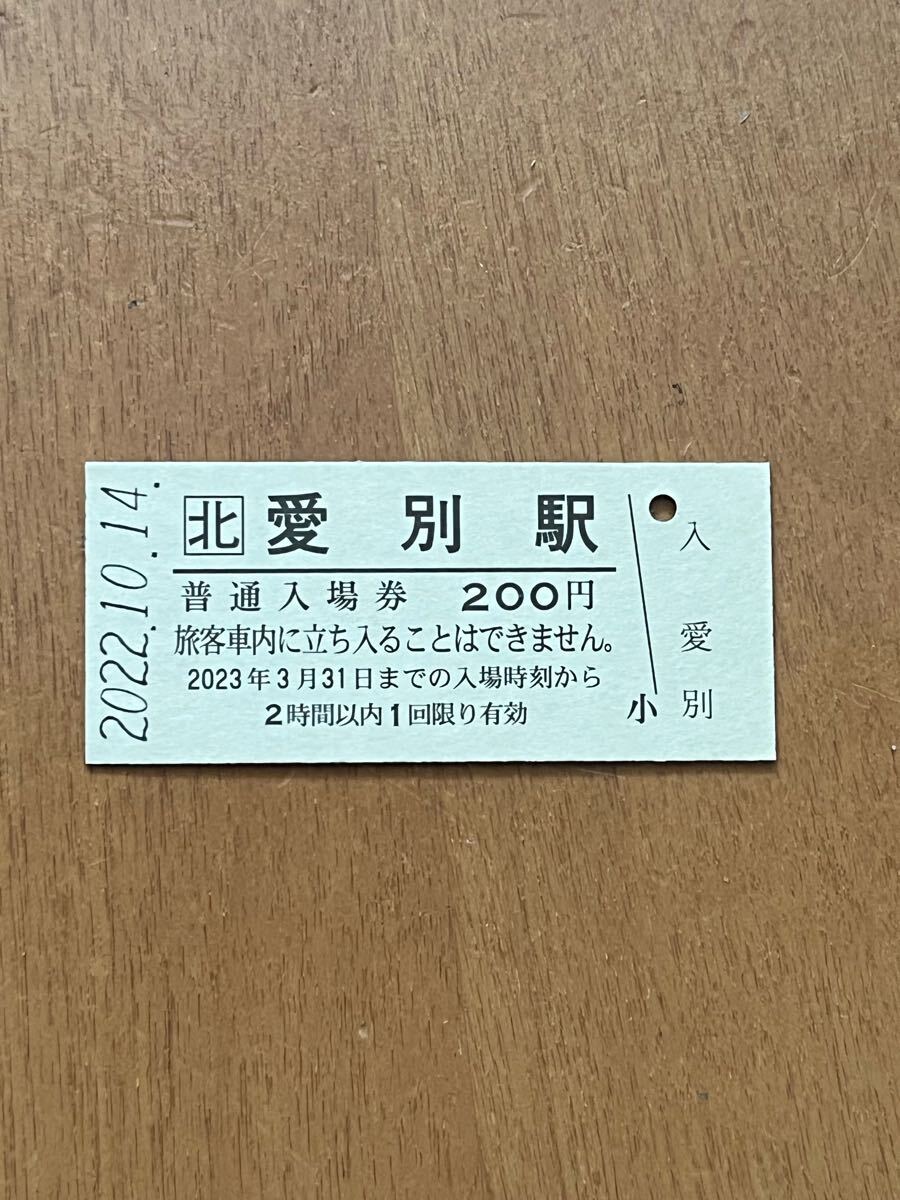 2022.10.14.
北 愛別駅
普通入場券 200円
旅客車内に立ち入ることはできません。
2023年3月31日までの入場時刻から
2時間以内1回限り有効
小
入愛別